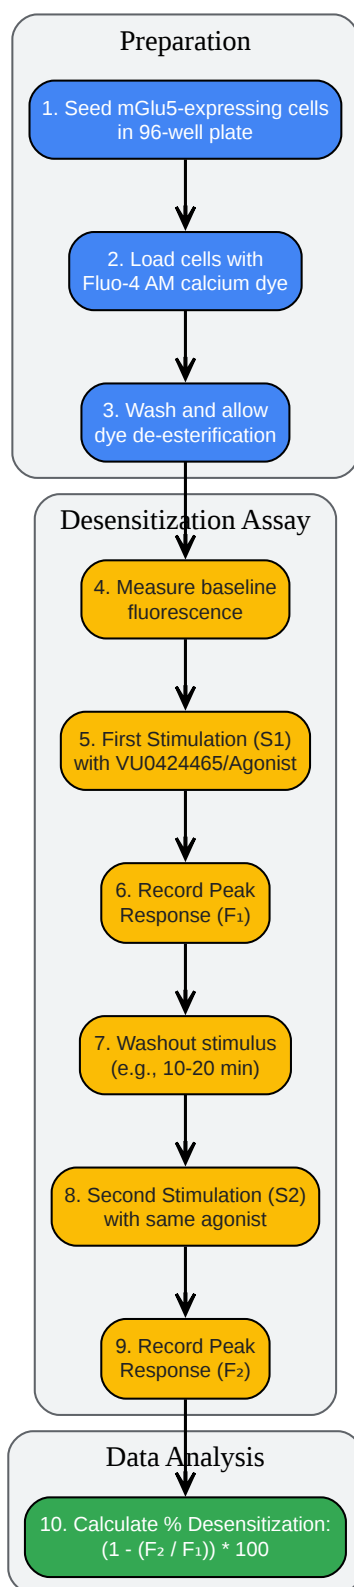 Preparation
1. Seed mGlu5-expressing cells
in 96-well plate
2. Load cells with
Fluo-4 AM calcium dye
3. Wash and allow
dye de-esterification
Desensitization Assay
4. Measure baseline
fluorescence
5. First Stimulation (S1)
with VU0424465/Agonist
6. Record Peak
Response (F₁)
7. Washout stimulus
(e.g., 10-20 min)
8. Second Stimulation (S2)
with same agonist
9. Record Peak
Response (F₂)
Data Analysis
10. Calculate % Desensitization:
(1 - (F₂ / F₁)) * 100